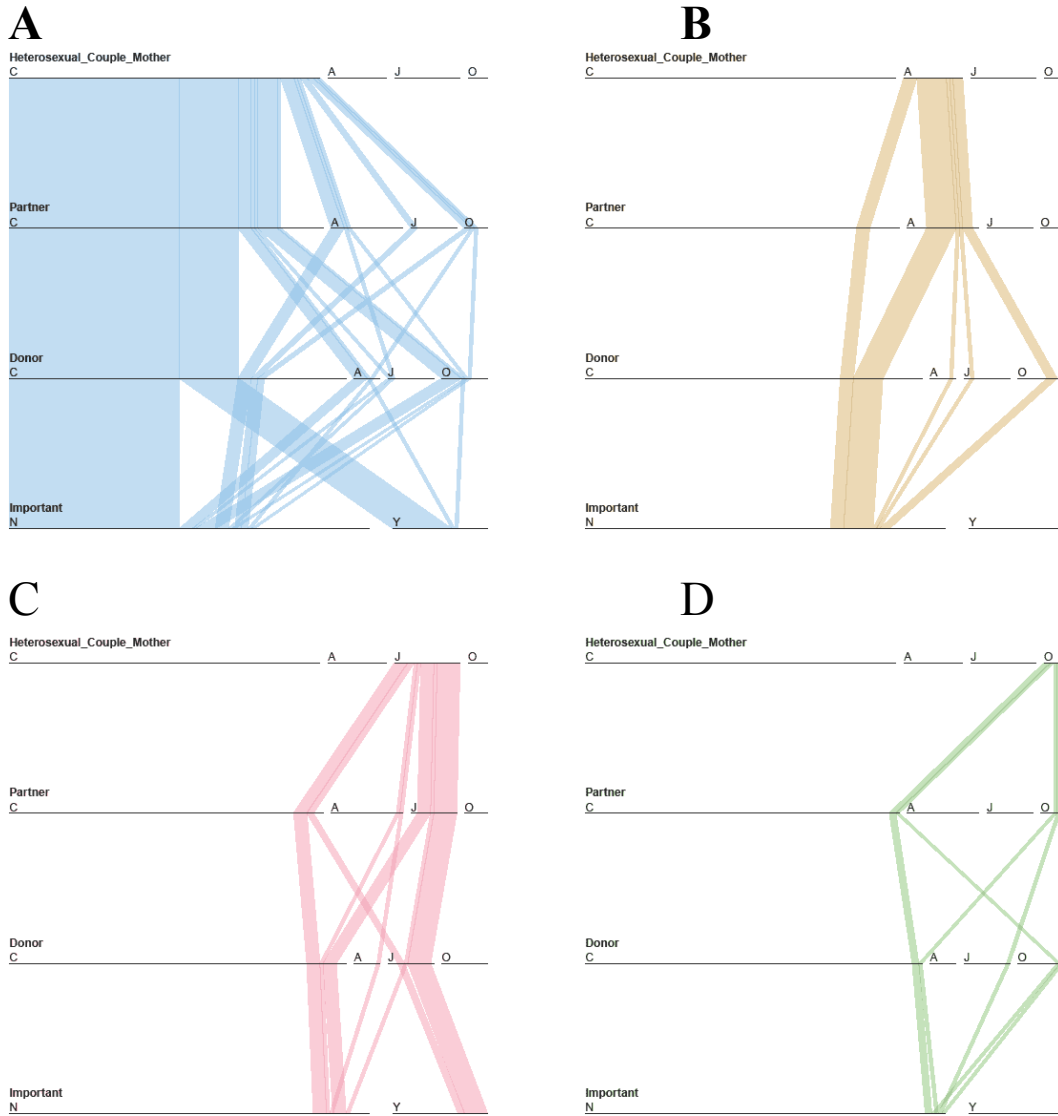 A
Heterosexual_Couple_Mother
C A J O
Partner
C A J O
Donor
C A J O
Important
N Y
B
Heterosexual_Couple_Mother
C A J O
Partner
C A J O
Donor
C A J O
Important
N Y
C
Heterosexual_Couple_Mother
C A J O
Partner
C A J O
Donor
C A J O
Important
N Y
D
Heterosexual_Couple_Mother
C A J O
Partner
C A J O
Donor
C A J O
Important
N Y